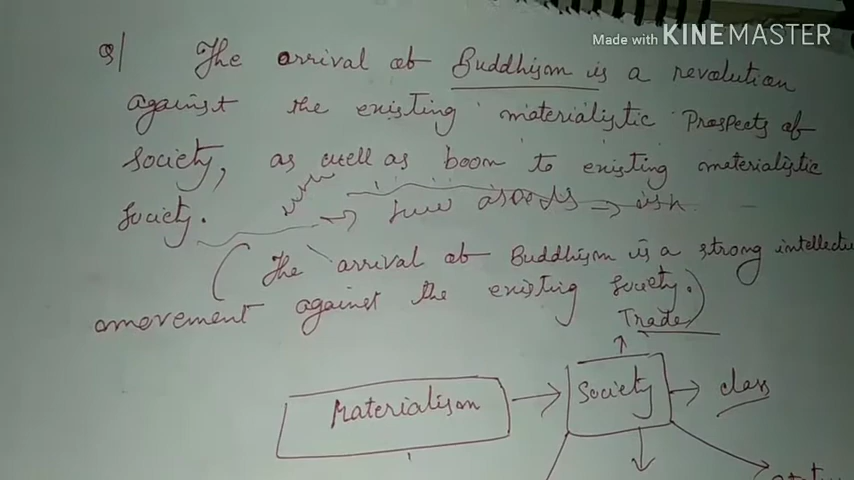 Made with KINEMASTER
Q| The arrival of Buddhism is a revolution
against the existing materialistic Prospects of
Society, as well as boom to existing materialistic
Society.
(The arrival of Buddhism is a strong intellectu
movement against the existing Society.)
Trade
Materialism
Society
class